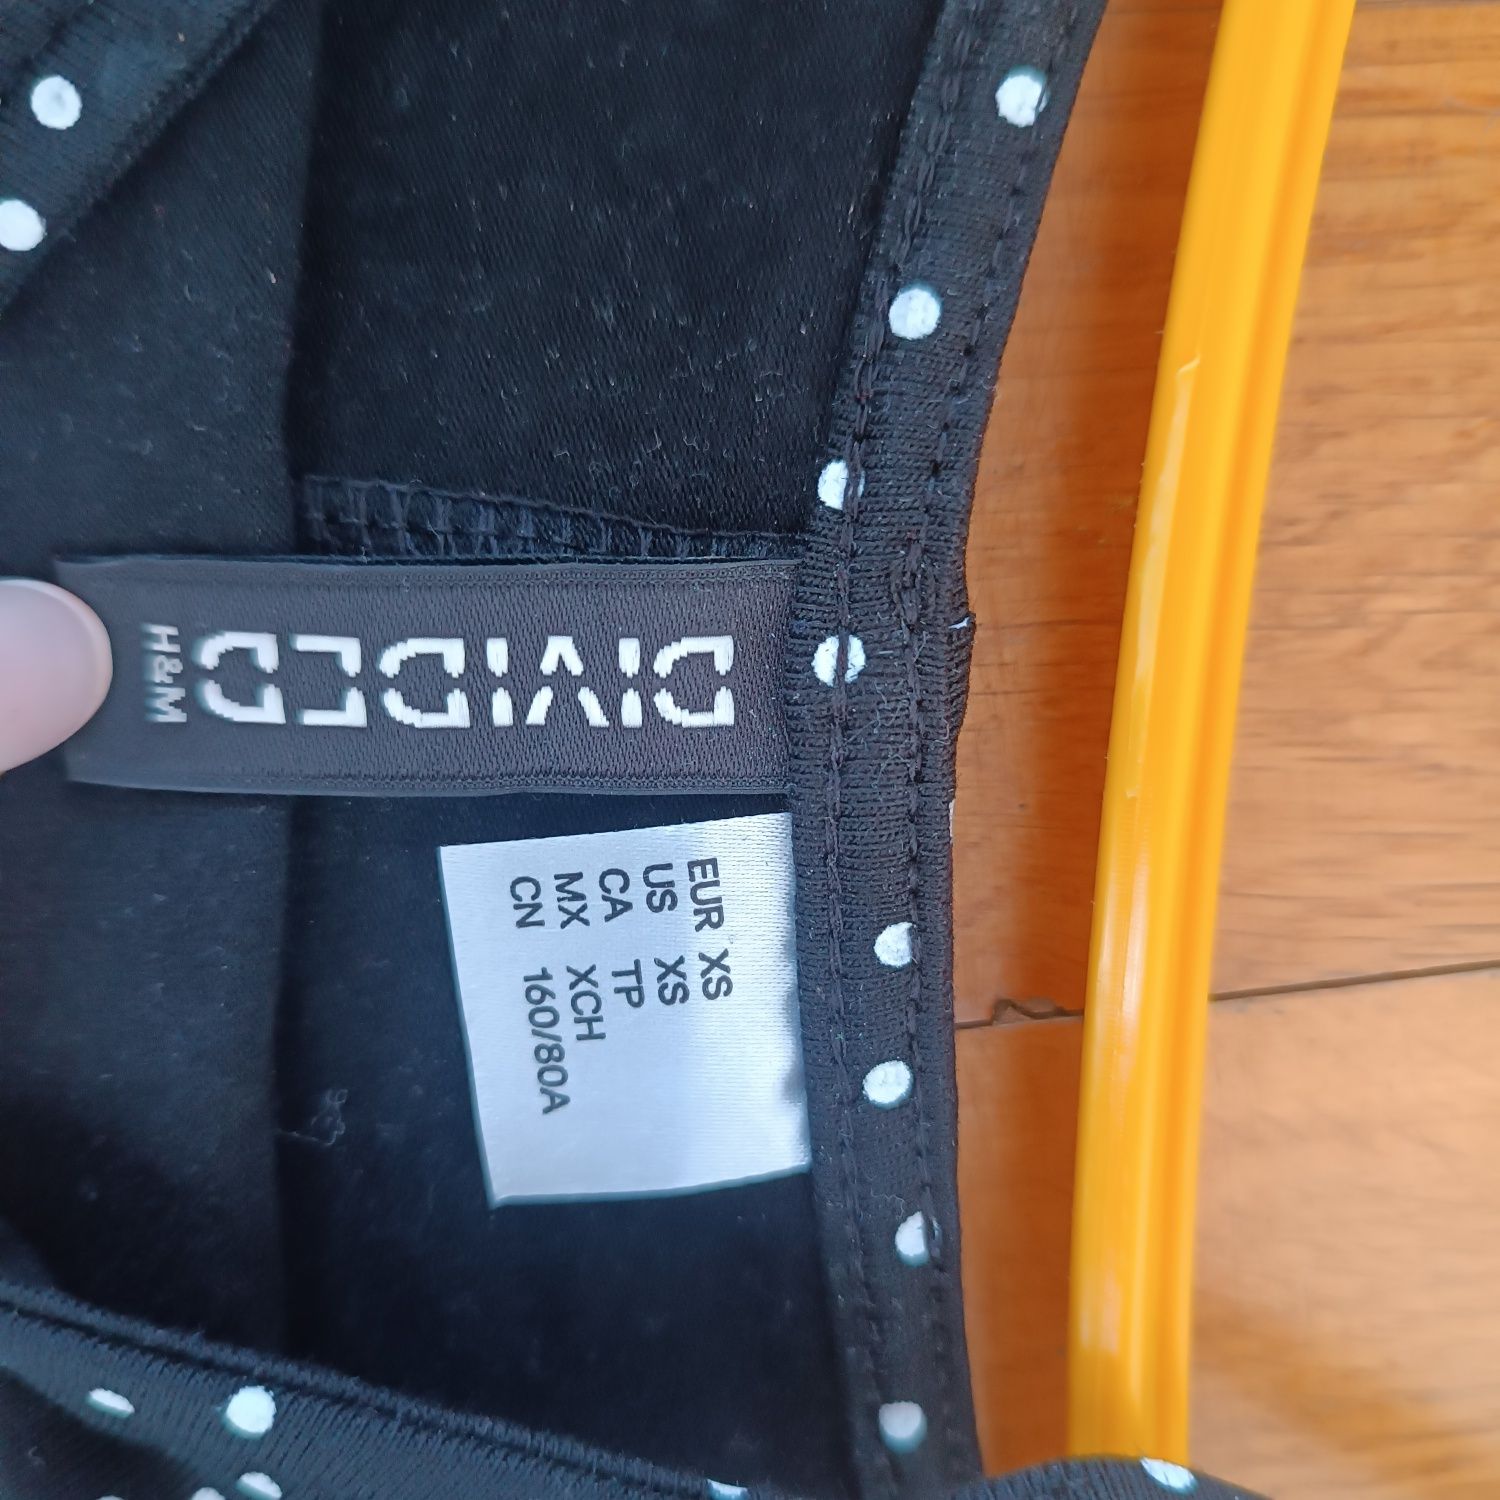 DIVIDED
H&M
EUR XS
US XS
CA TP
MX XCH
CN 160/80A